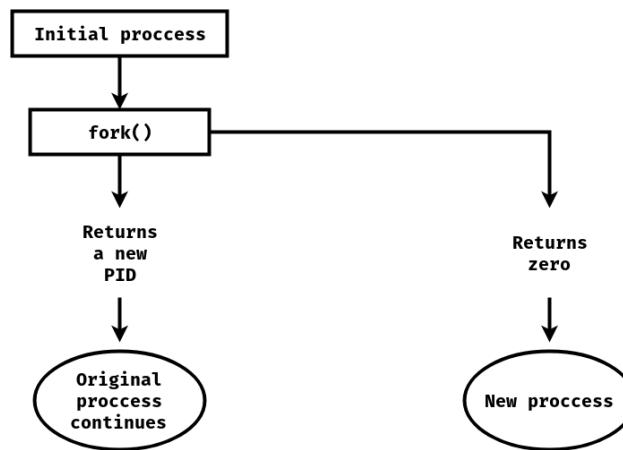 Initial proccess
fork()
Returns
a new
PID
Returns
zero
Original
proccess
continues
New proccess